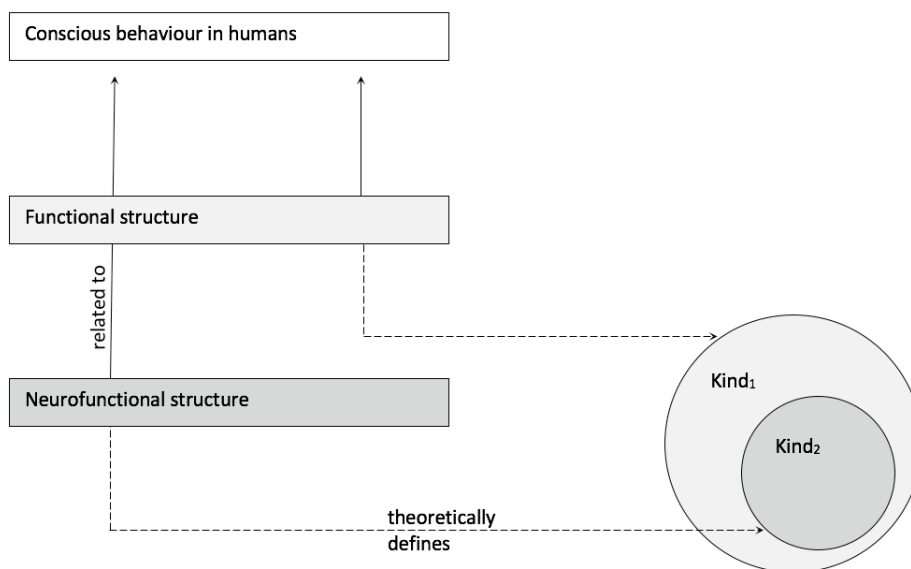 Conscious behaviour in humans
Functional structure
related to
Neurofunctional structure
Kind₁
Kind₂
theoretically
defines